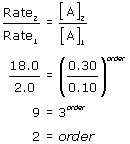 Rate₂ / Rate₁ = [A]₂ / [A]₁
18.0 / 2.0 = (0.30 / 0.10)^order
9 = 3^order
2 = order